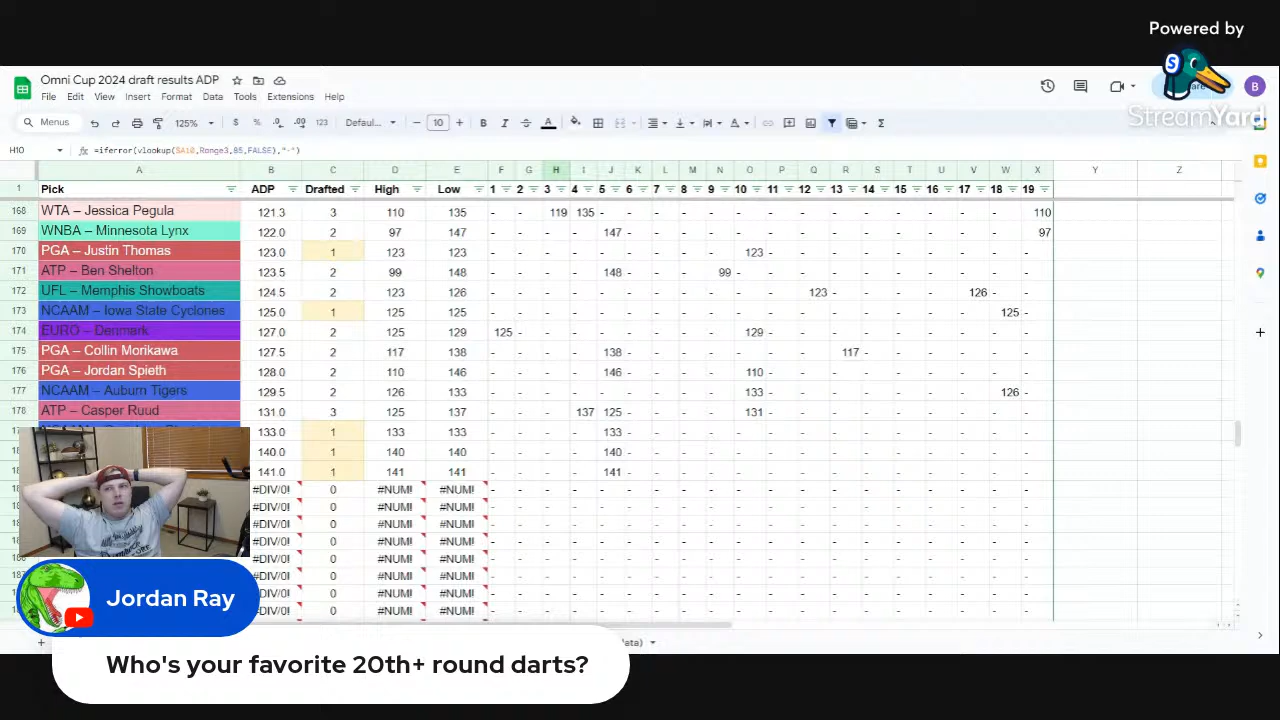 Powered by
StreamYard
Omni Cup 2024 draft results ADP
File Edit View Insert Format Data Tools Extensions Help
B
Menus 125% $ % .0 .00 123 Defaul... 10 B I A Σ
H10 fx =iferror(vlookup($A10,Range3,85,FALSE),"-")
A B C D E F G H I J K L M N O P Q R S T U V W X Y Z
1 Pick ADP Drafted High Low 1 2 3 4 5 6 7 8 9 10 11 12 13 14 15 16 17 18 19
168 WTA – Jessica Pegula 121.3 3 110 135 - - 119 135 - - - - - - - - - - - - - - 110
169 WNBA – Minnesota Lynx 122.0 2 97 147 - - - - 147 - - - - - - - - - - - - - 97
170 PGA – Justin Thomas 123.0 1 123 123 - - - - - - - - - 123 - - - - - - - - -
171 ATP – Ben Shelton 123.5 2 99 148 - - - - 148 - - - 99 - - - - - - - - - -
172 UFL – Memphis Showboats 124.5 2 123 126 - - - - - - - - - - - 123 - - - - 126 - -
173 NCAAM – Iowa State Cyclones 125.0 1 125 125 - - - - - - - - - - - - - - - - - 125 -
174 EURO – Denmark 127.0 2 125 129 125 - - - - - - - - 129 - - - - - - - - -
175 PGA – Collin Morikawa 127.5 2 117 138 - - - - 138 - - - - - - - 117 - - - - - -
176 PGA – Jordan Spieth 128.0 2 110 146 - - - - 146 - - - - 110 - - - - - - - - -
177 NCAAM – Auburn Tigers 129.5 2 126 133 - - - - - - - - - 133 - - - - - - - 126 -
178 ATP – Casper Ruud 131.0 3 125 137 - - - 137 125 - - - - 131 - - - - - - - - -
133.0 1 133 133 - - - - 133 - - - - - - - - - - - - - -
140.0 1 140 140 - - - - 140 - - - - - - - - - - - - - -
141.0 1 141 141 - - - - 141 - - - - - - - - - - - - - -
#DIV/0! 0 #NUM! #NUM! - - - - - - - - - - - - - - - - - - -
#DIV/0! 0 #NUM! #NUM! - - - - - - - - - - - - - - - - - - -
#DIV/0! 0 #NUM! #NUM! - - - - - - - - - - - - - - - - - - -
#DIV/0! 0 #NUM! #NUM! - - - - - - - - - - - - - - - - - - -
#DIV/0! 0 #NUM! #NUM! - - - - - - - - - - - - - - - - - - -
#DIV/0! 0 #NUM! #NUM! - - - - - - - - - - - - - - - - - - -
#DIV/0! 0 #NUM! #NUM! - - - - - - - - - - - - - - - - - - -
#DIV/0! 0 #NUM! #NUM! - - - - - - - - - - - - - - - - - - -
Jordan Ray
Who's your favorite 20th+ round darts?